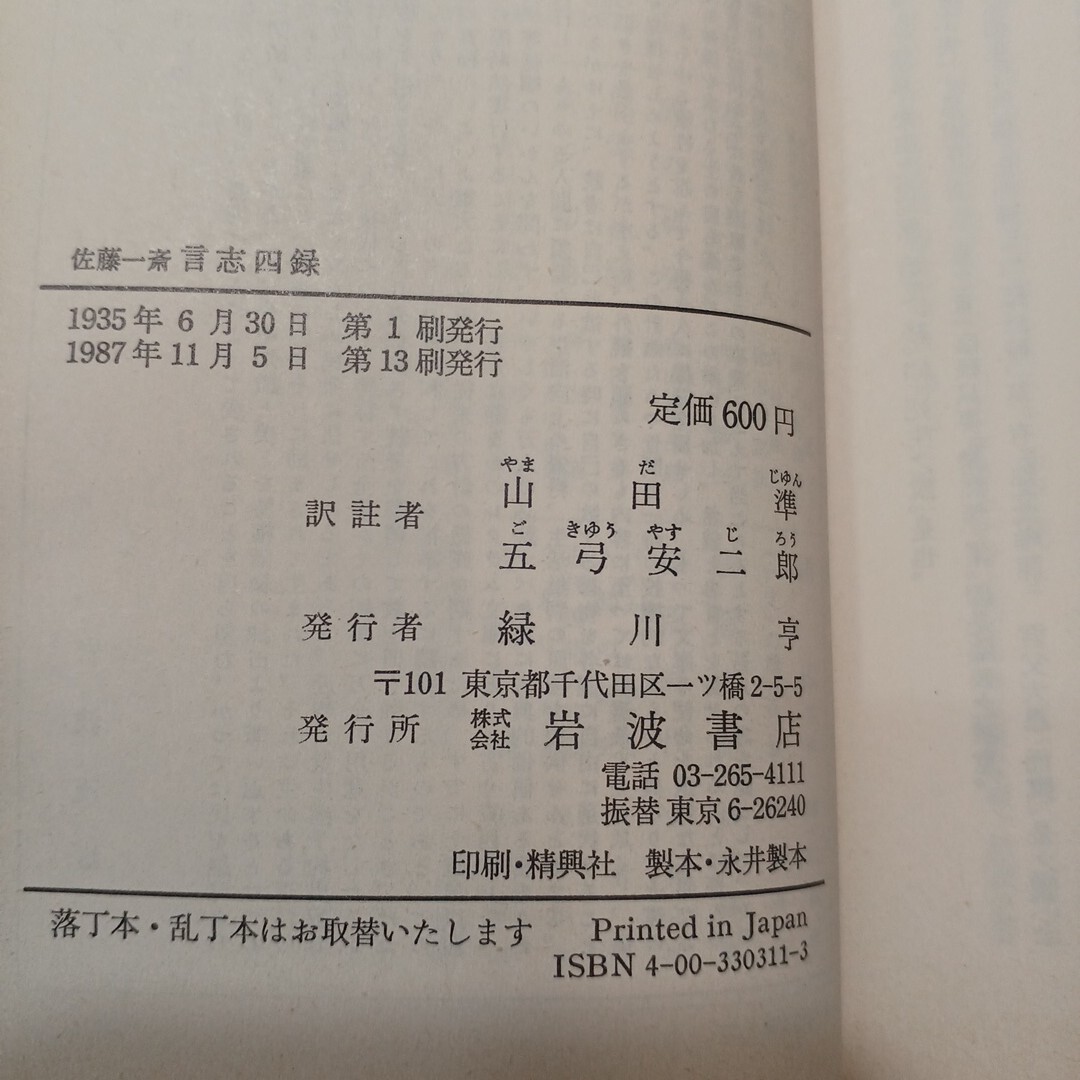 佐藤一斎 言志四録
1935年 6 月30日 第 1 刷発行
1987年11月 5 日 第13刷発行
定価 600円
やま だ じゆん
訳註者 山田準
ご きゆう やす じ ろう
五弓安二郎
発行者 緑川亨
〒101 東京都千代田区一ツ橋2-5-5
発行所 株式会社 岩波書店
電話 03-265-4111
振替 東京6-26240
印刷・精興社 製本・永井製本
落丁本・乱丁本はお取替いたします Printed in Japan
ISBN 4-00-330311-3